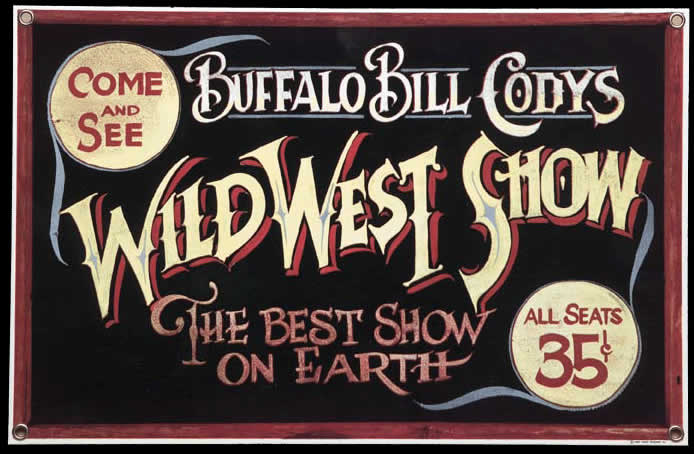 COME
AND
SEE
BUFFALO BILL CODYS
WILD WEST SHOW
THE BEST SHOW
ON EARTH
ALL SEATS
35¢